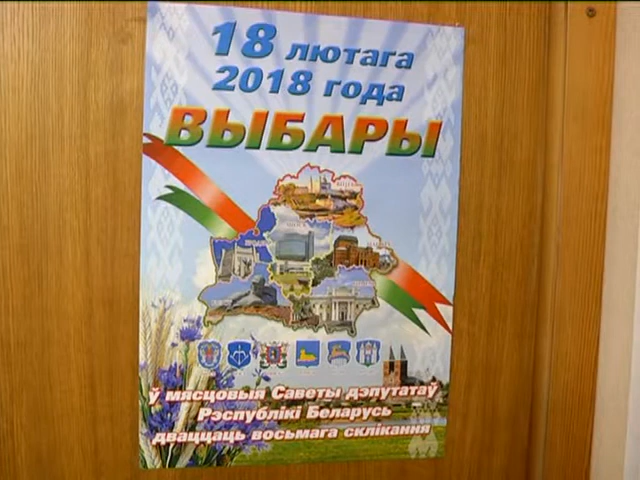 18 лютага
2018 года
ВЫБАРЫ
ў мясцовыя Саветы дэпутатаў
Рэспублікі Беларусь
дваццаць восьмага склікання